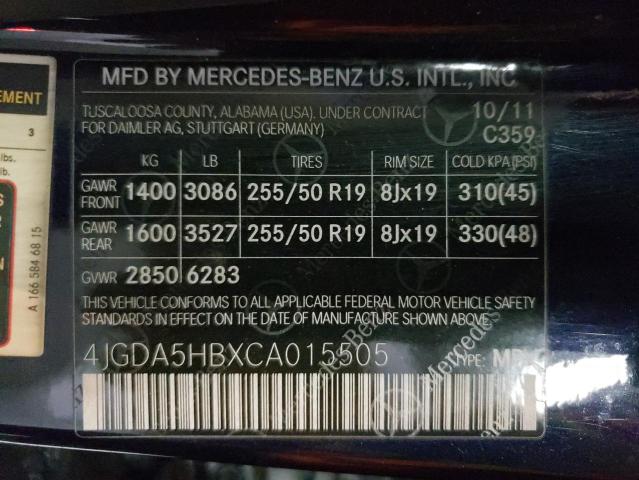 EMENT
3
lbs.
lbs.
S
R
N
A 166 584 68 15
MFD BY MERCEDES-BENZ U.S. INTL., INC
TUSCALOOSA COUNTY, ALABAMA (USA). UNDER CONTRACT 10/11
FOR DAIMLER AG, STUTTGART (GERMANY) C359
KG LB TIRES RIM SIZE COLD KPA (PSI)
GAWR FRONT 1400 3086 255/50 R19 8Jx19 310(45)
GAWR REAR 1600 3527 255/50 R19 8Jx19 330(48)
GVWR 2850 6283
THIS VEHICLE CONFORMS TO ALL APPLICABLE FEDERAL MOTOR VEHICLE SAFETY
STANDARDS IN EFFECT ON THE DATE OF MANUFACTURE SHOWN ABOVE.
4JGDA5HBXCA015505 TYPE: